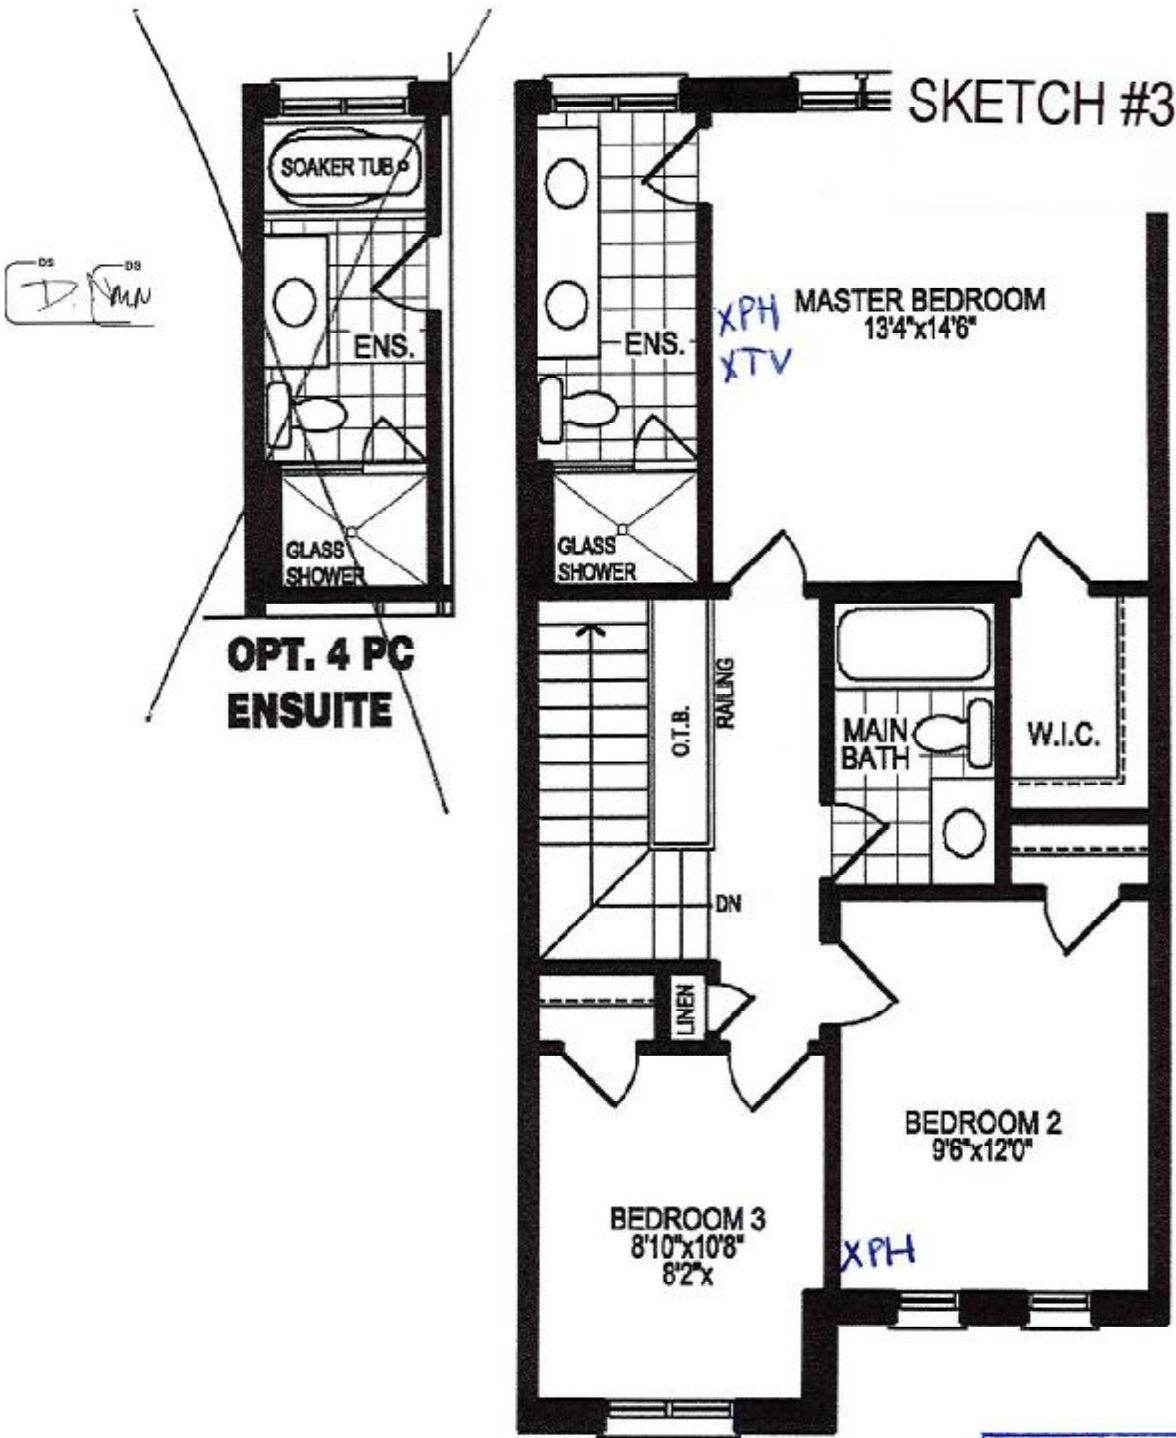 SKETCH #3
SOAKER TUB
DS
DS
ENS.
GLASS
SHOWER
OPT. 4 PC
ENSUITE
MASTER BEDROOM
13'4"x14'6"
XPH
XTV
ENS.
GLASS
SHOWER
RAILING
O.T.B.
MAIN
BATH
W.I.C.
DN
LINEN
BEDROOM 2
9'6"x12'0"
BEDROOM 3
8'10"x10'8"
8'2"x
XPH